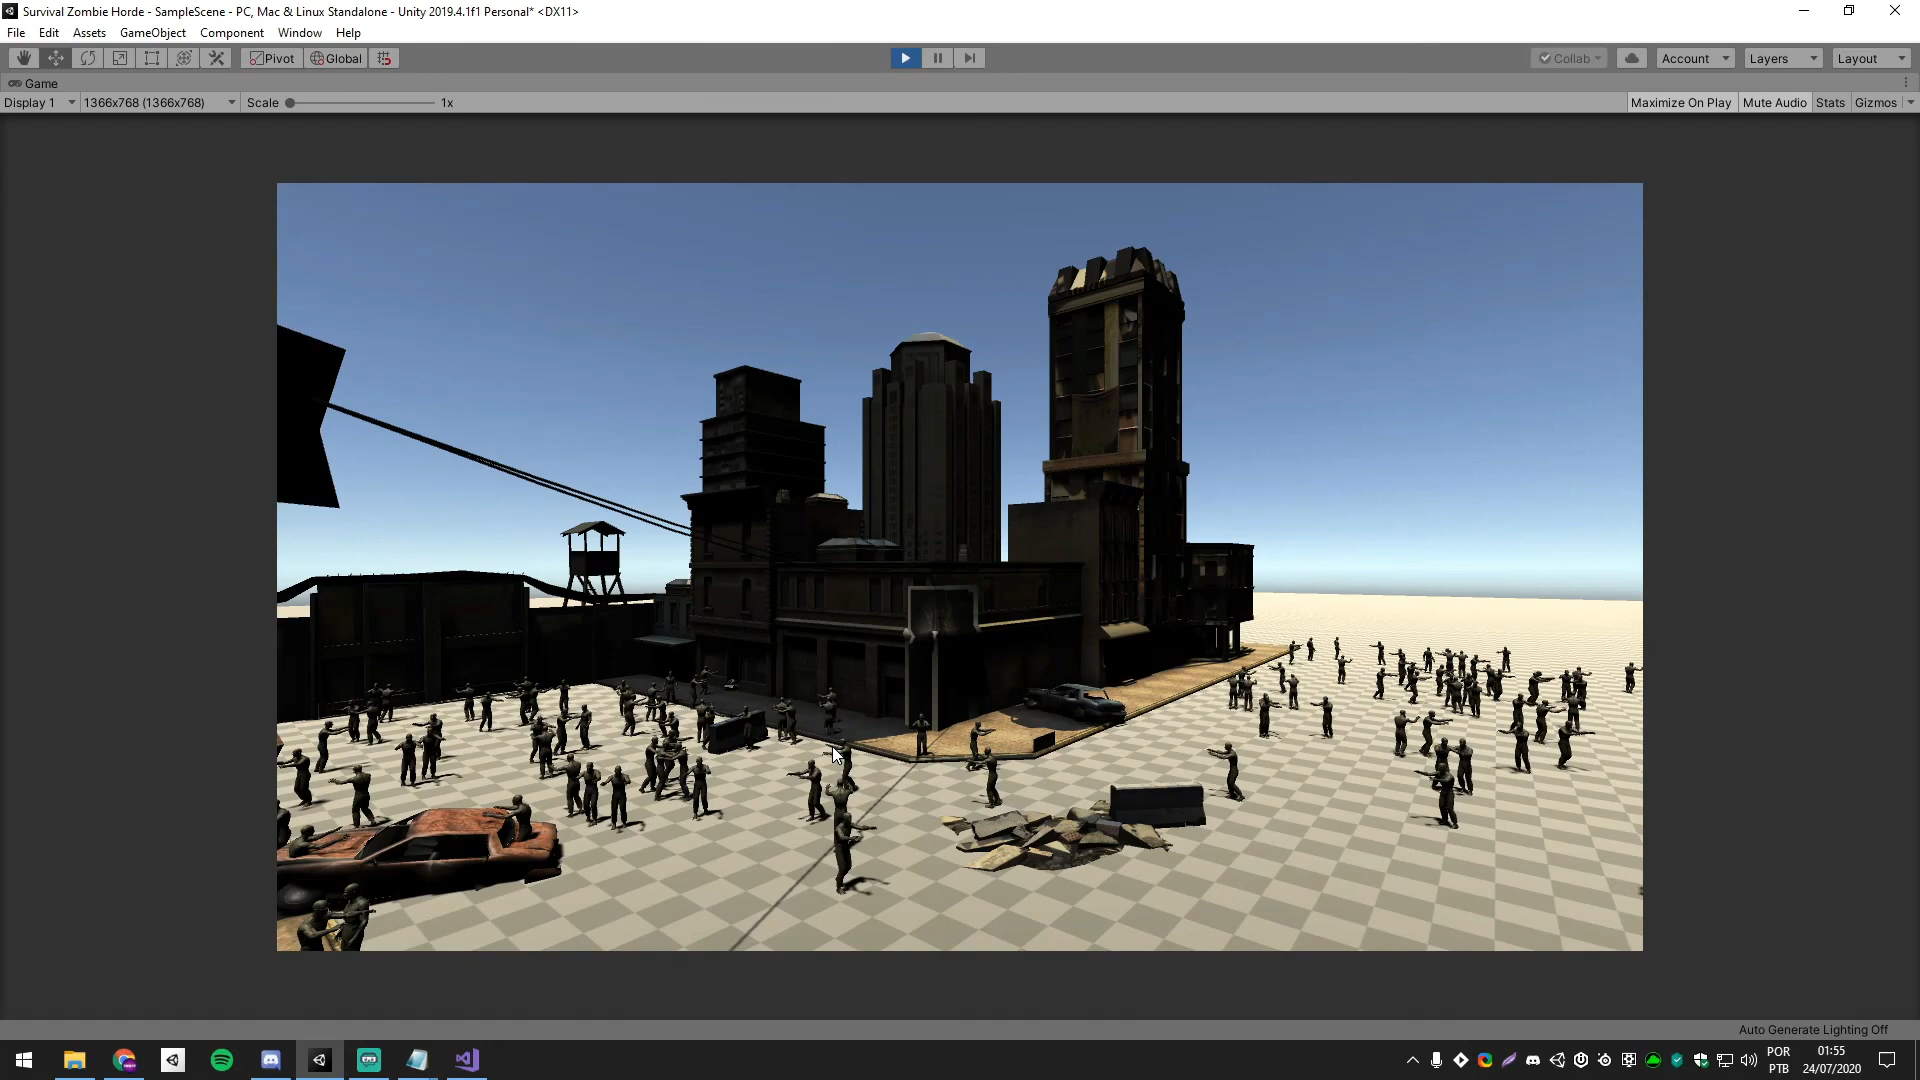 Survival Zombie Horde - SampleScene - PC, Mac & Linux Standalone - Unity 2019.4.1f1 Personal* <DX11>
File Edit Assets GameObject Component Window Help
Pivot Global Collab Account Layers Layout
Game
Display 1 1366x768 (1366x768) Scale 1x Maximize On Play Mute Audio Stats Gizmos
Auto Generate Lighting Off
POR 01:55
PTB 24/07/2020